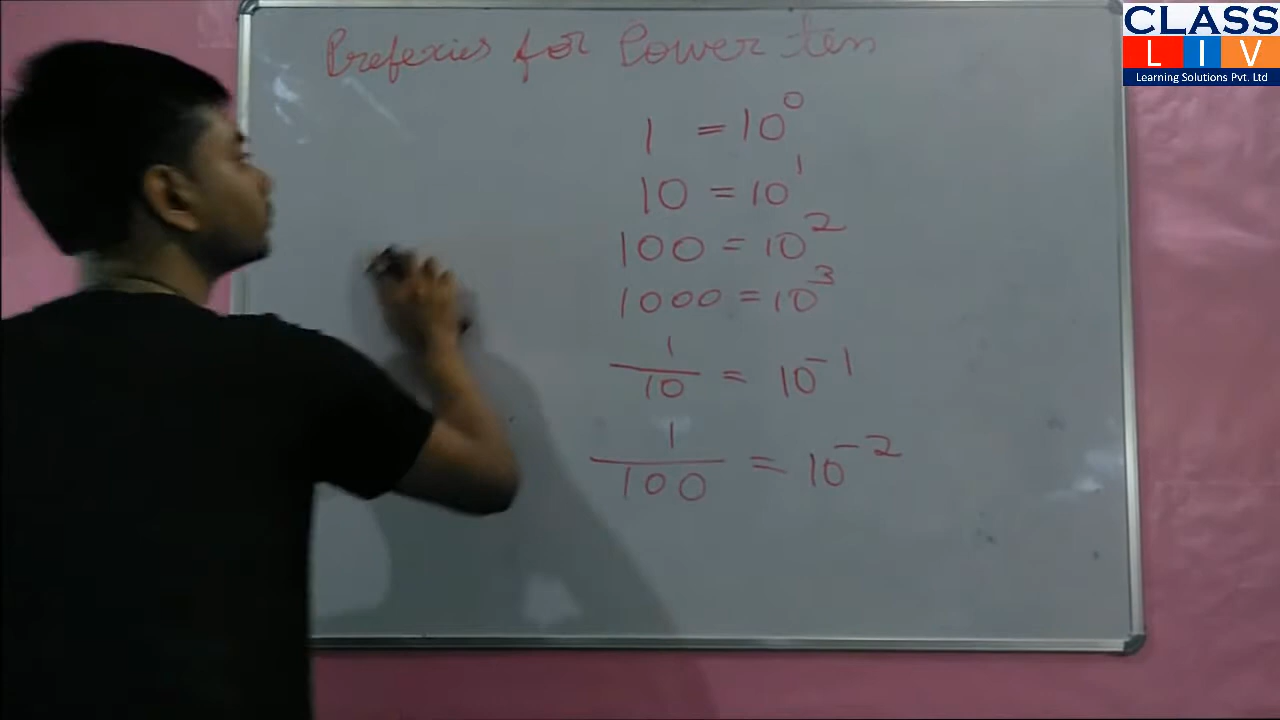 Prefexies for Power ten
CLASS
LIV
Learning Solutions Pvt. Ltd
1 = 10⁰
10 = 10¹
100 = 10²
1000 = 10³
1/10 = 10⁻¹
1/100 = 10⁻²